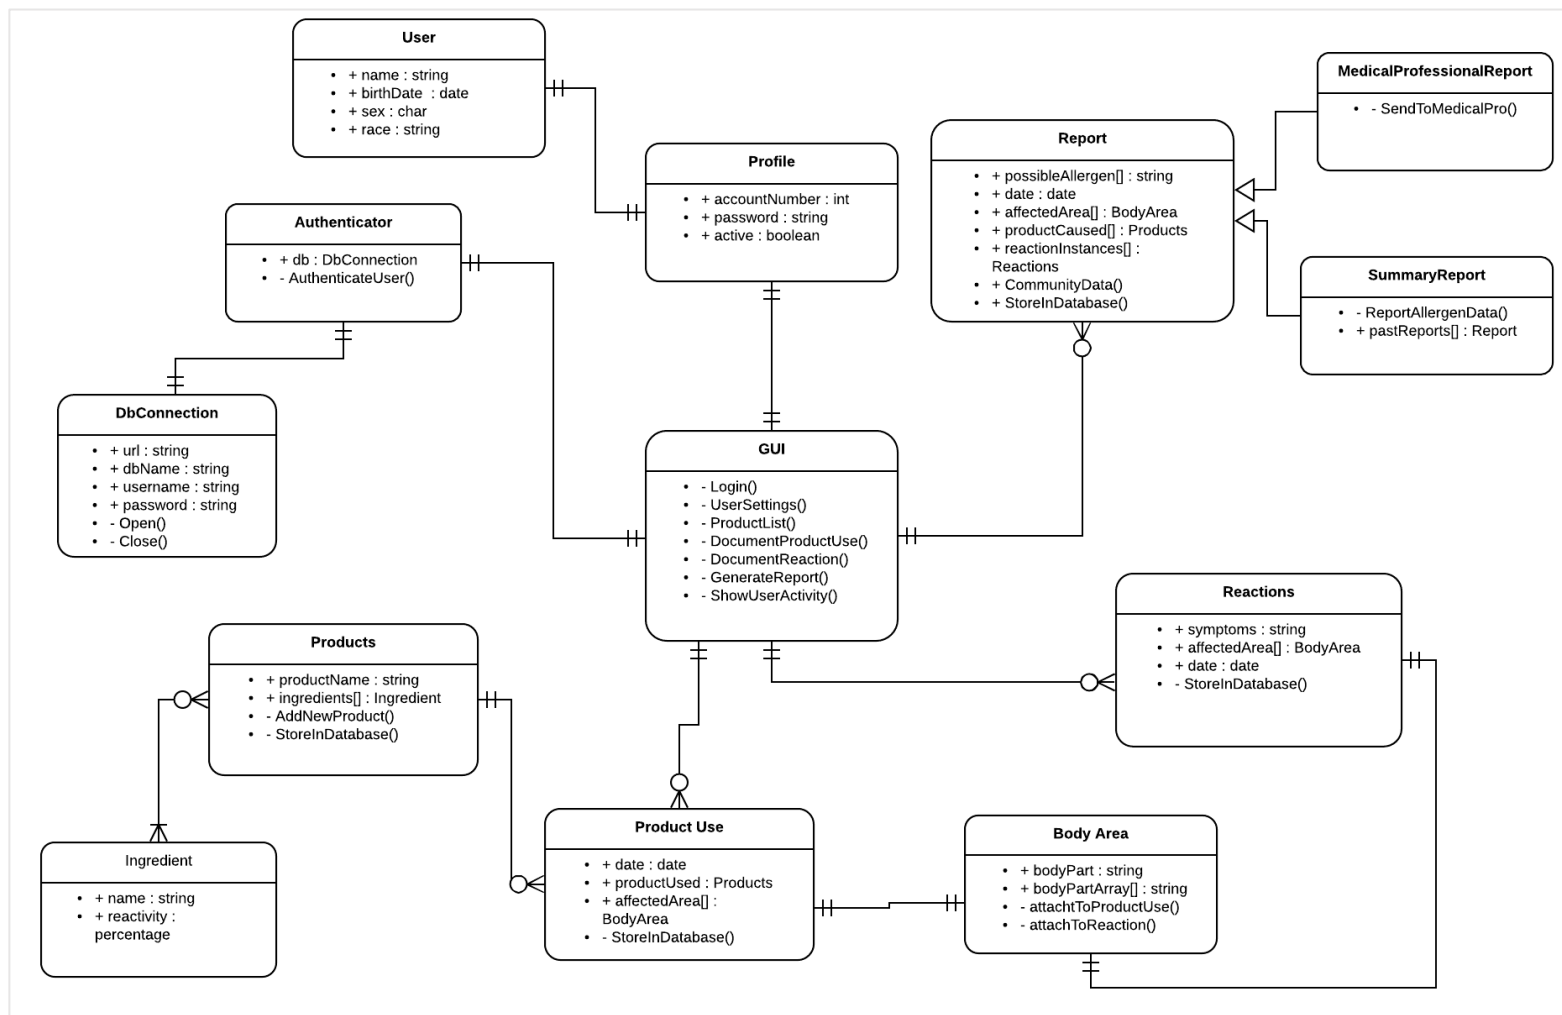 User
+ name : string
+ birthDate : date
+ sex : char
+ race : string
Profile
+ accountNumber : int
+ password : string
+ active : boolean
Report
+ possibleAllergen[] : string
+ date : date
+ affectedArea[] : BodyArea
+ productCaused[] : Products
+ reactionInstances[] :
Reactions
+ CommunityData()
+ StoreInDatabase()
MedicalProfessionalReport
- SendToMedicalPro()
SummaryReport
- ReportAllergenData()
+ pastReports[] : Report
Authenticator
+ db : DbConnection
- AuthenticateUser()
DbConnection
+ url : string
+ dbName : string
+ username : string
+ password : string
- Open()
- Close()
GUI
- Login()
- UserSettings()
- ProductList()
- DocumentProductUse()
- DocumentReaction()
- GenerateReport()
- ShowUserActivity()
Reactions
+ symptoms : string
+ affectedArea[] : BodyArea
+ date : date
- StoreInDatabase()
Products
+ productName : string
+ ingredients[] : Ingredient
- AddNewProduct()
- StoreInDatabase()
Ingredient
+ name : string
+ reactivity :
percentage
Product Use
+ date : date
+ productUsed : Products
+ affectedArea[] :
BodyArea
- StoreInDatabase()
Body Area
+ bodyPart : string
+ bodyPartArray[] : string
- attachtToProductUse()
- attachToReaction()